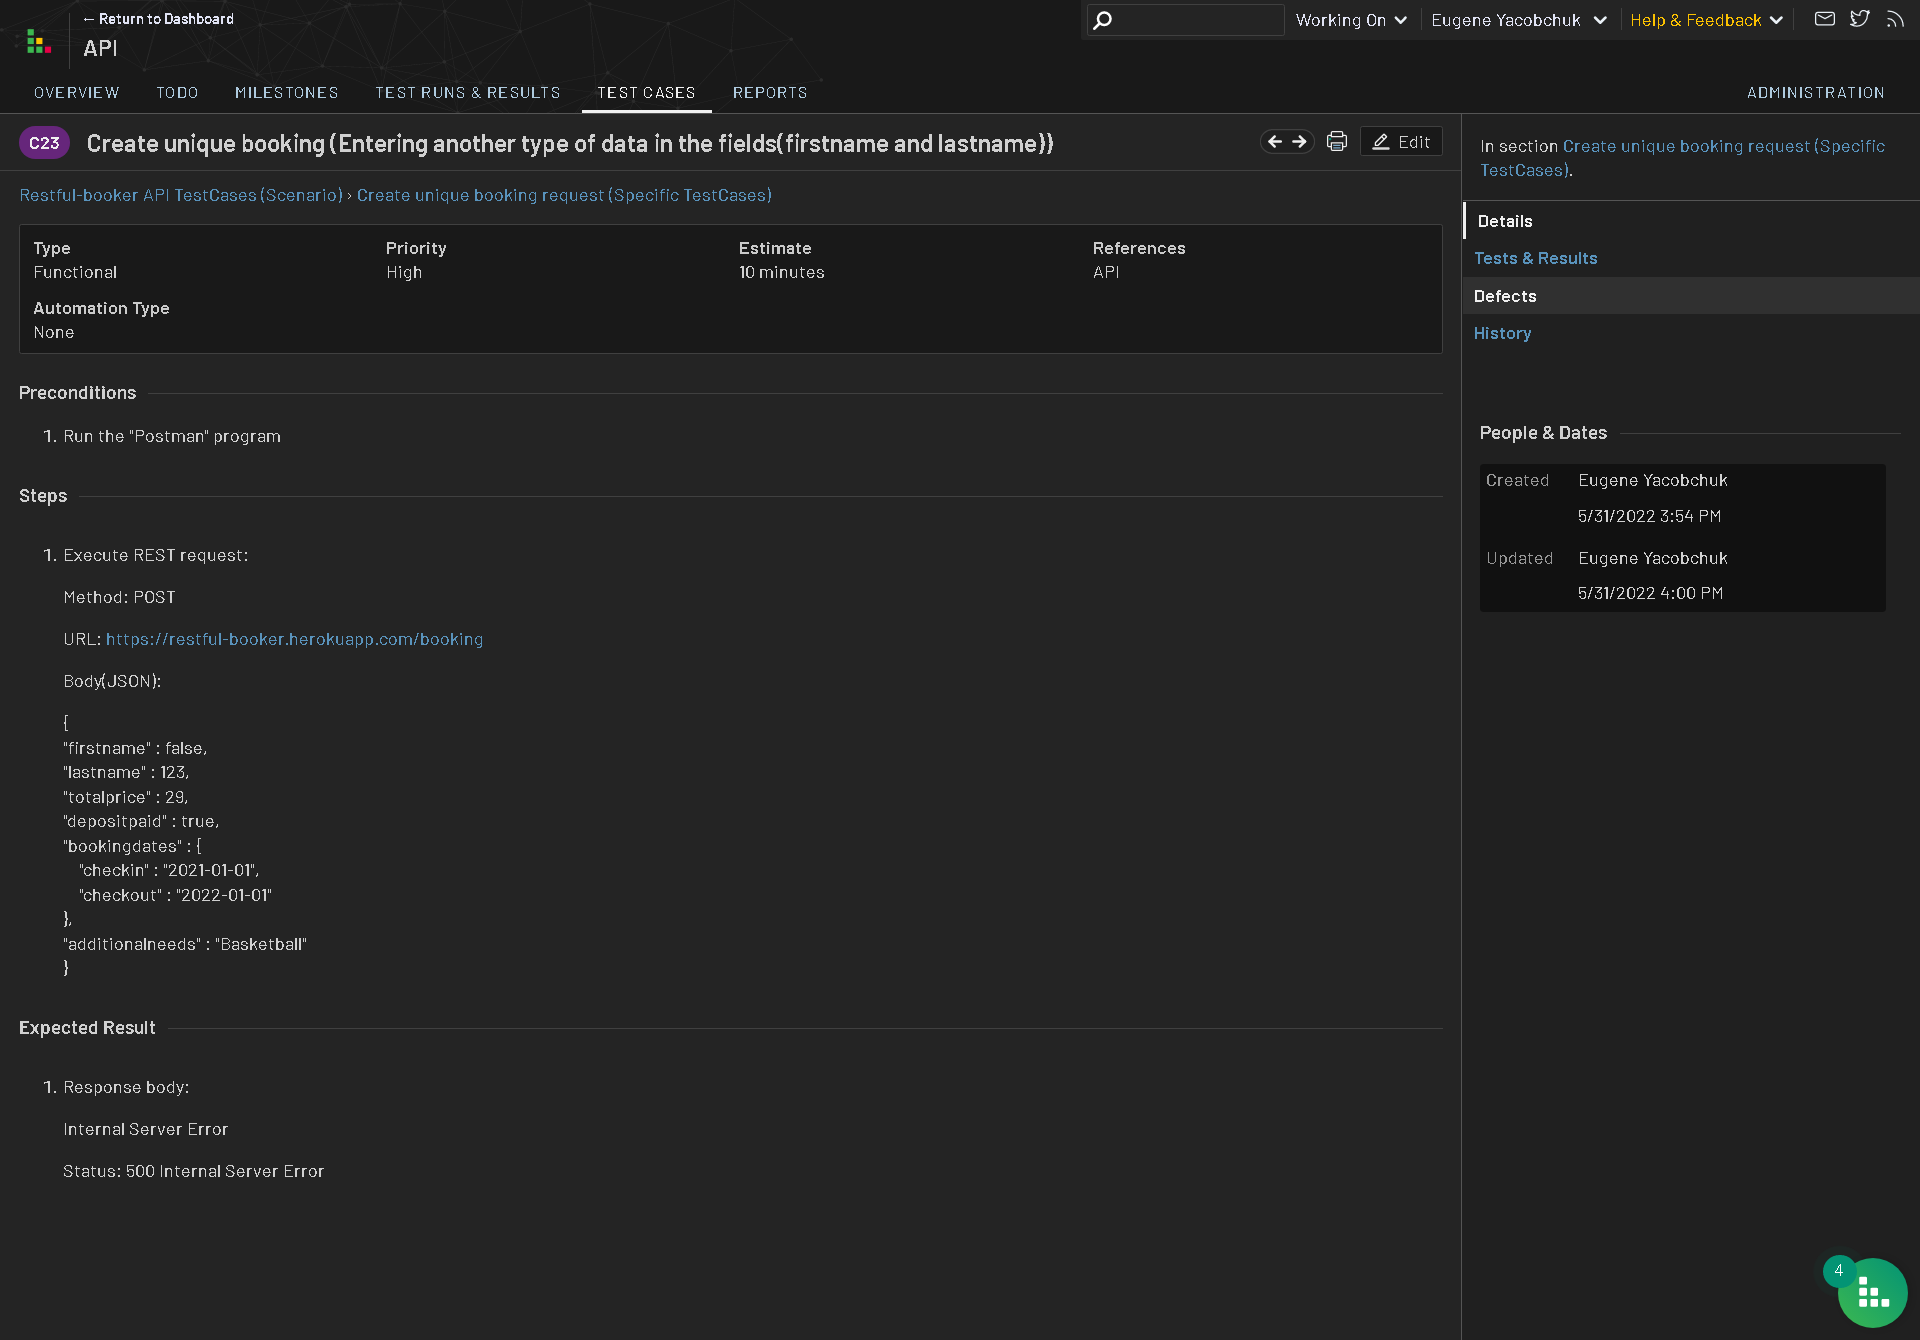 ← Return to Dashboard
API
Working On
Eugene Yacobchuk
Help & Feedback
OVERVIEW
TODO
MILESTONES
TEST RUNS & RESULTS
TEST CASES
REPORTS
ADMINISTRATION
C23
Create unique booking (Entering another type of data in the fields(firstname and lastname))
Edit
Restful-booker API TestCases (Scenario) › Create unique booking request (Specific TestCases)
Type
Functional
Priority
High
Estimate
10 minutes
References
API
Automation Type
None
Preconditions
1. Run the "Postman" program
Steps
1. Execute REST request:
Method: POST
URL: https://restful-booker.herokuapp.com/booking
Body(JSON):
{
"firstname" : false,
"lastname" : 123,
"totalprice" : 29,
"depositpaid" : true,
"bookingdates" : {
"checkin" : "2021-01-01",
"checkout" : "2022-01-01"
},
"additionalneeds" : "Basketball"
}
Expected Result
1. Response body:
Internal Server Error
Status: 500 Internal Server Error
In section Create unique booking request (Specific
TestCases).
Details
Tests & Results
Defects
History
People & Dates
Created Eugene Yacobchuk
5/31/2022 3:54 PM
Updated Eugene Yacobchuk
5/31/2022 4:00 PM
4